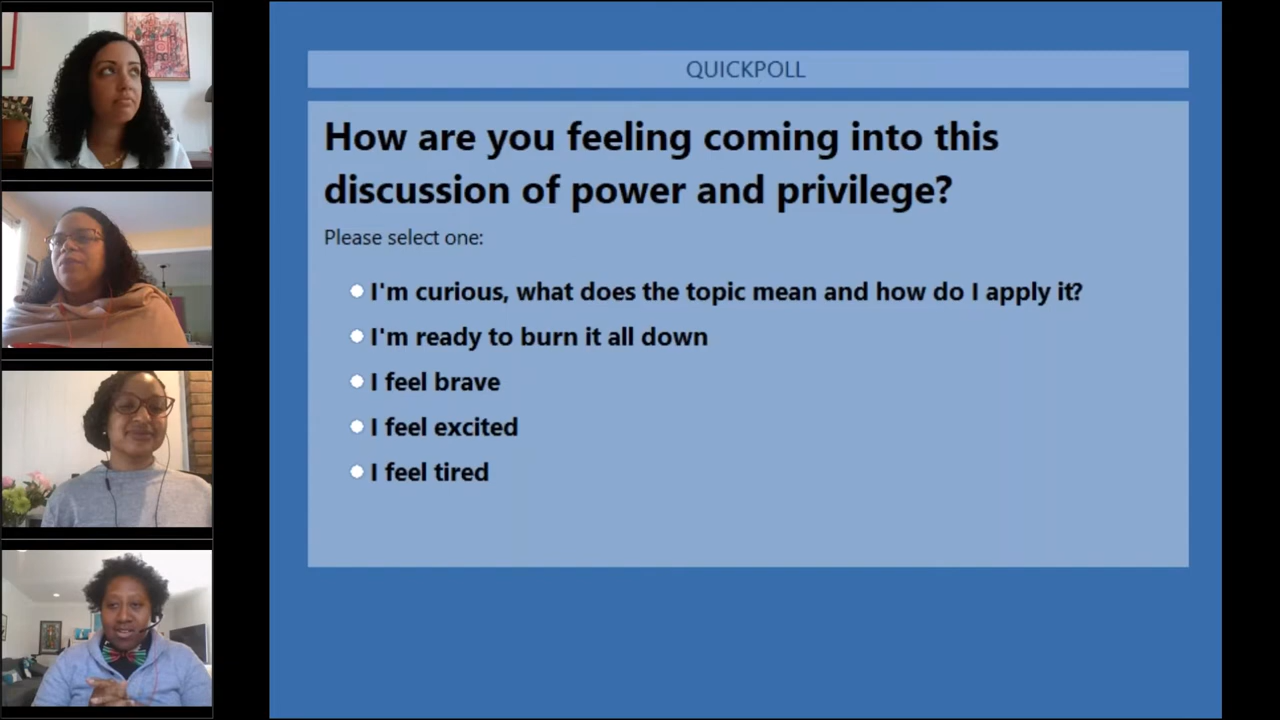 QUICKPOLL
How are you feeling coming into this
discussion of power and privilege?
Please select one:
I'm curious, what does the topic mean and how do I apply it?
I'm ready to burn it all down
I feel brave
I feel excited
I feel tired